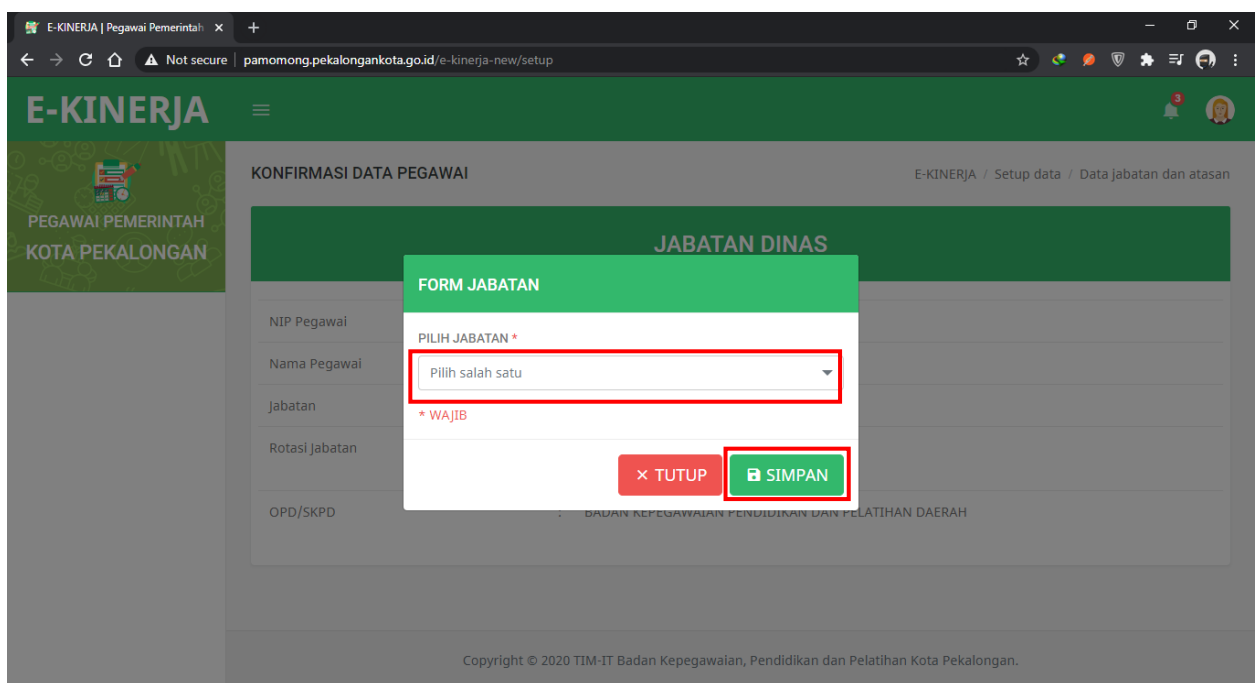 E-KINERJA | Pegawai Pemerintah
Not secure | pamomong.pekalongankota.go.id/e-kinerja-new/setup
E-KINERJA
3
PEGAWAI PEMERINTAH
KOTA PEKALONGAN
KONFIRMASI DATA PEGAWAI
E-KINERJA / Setup data / Data jabatan dan atasan
JABATAN DINAS
FORM JABATAN
NIP Pegawai
PILIH JABATAN *
Nama Pegawai
Pilih salah satu
Jabatan
* WAJIB
Rotasi Jabatan
× TUTUP
SIMPAN
OPD/SKPD : BADAN KEPEGAWAIAN PENDIDIKAN DAN PELATIHAN DAERAH
Copyright © 2020 TIM-IT Badan Kepegawaian, Pendidikan dan Pelatihan Kota Pekalongan.